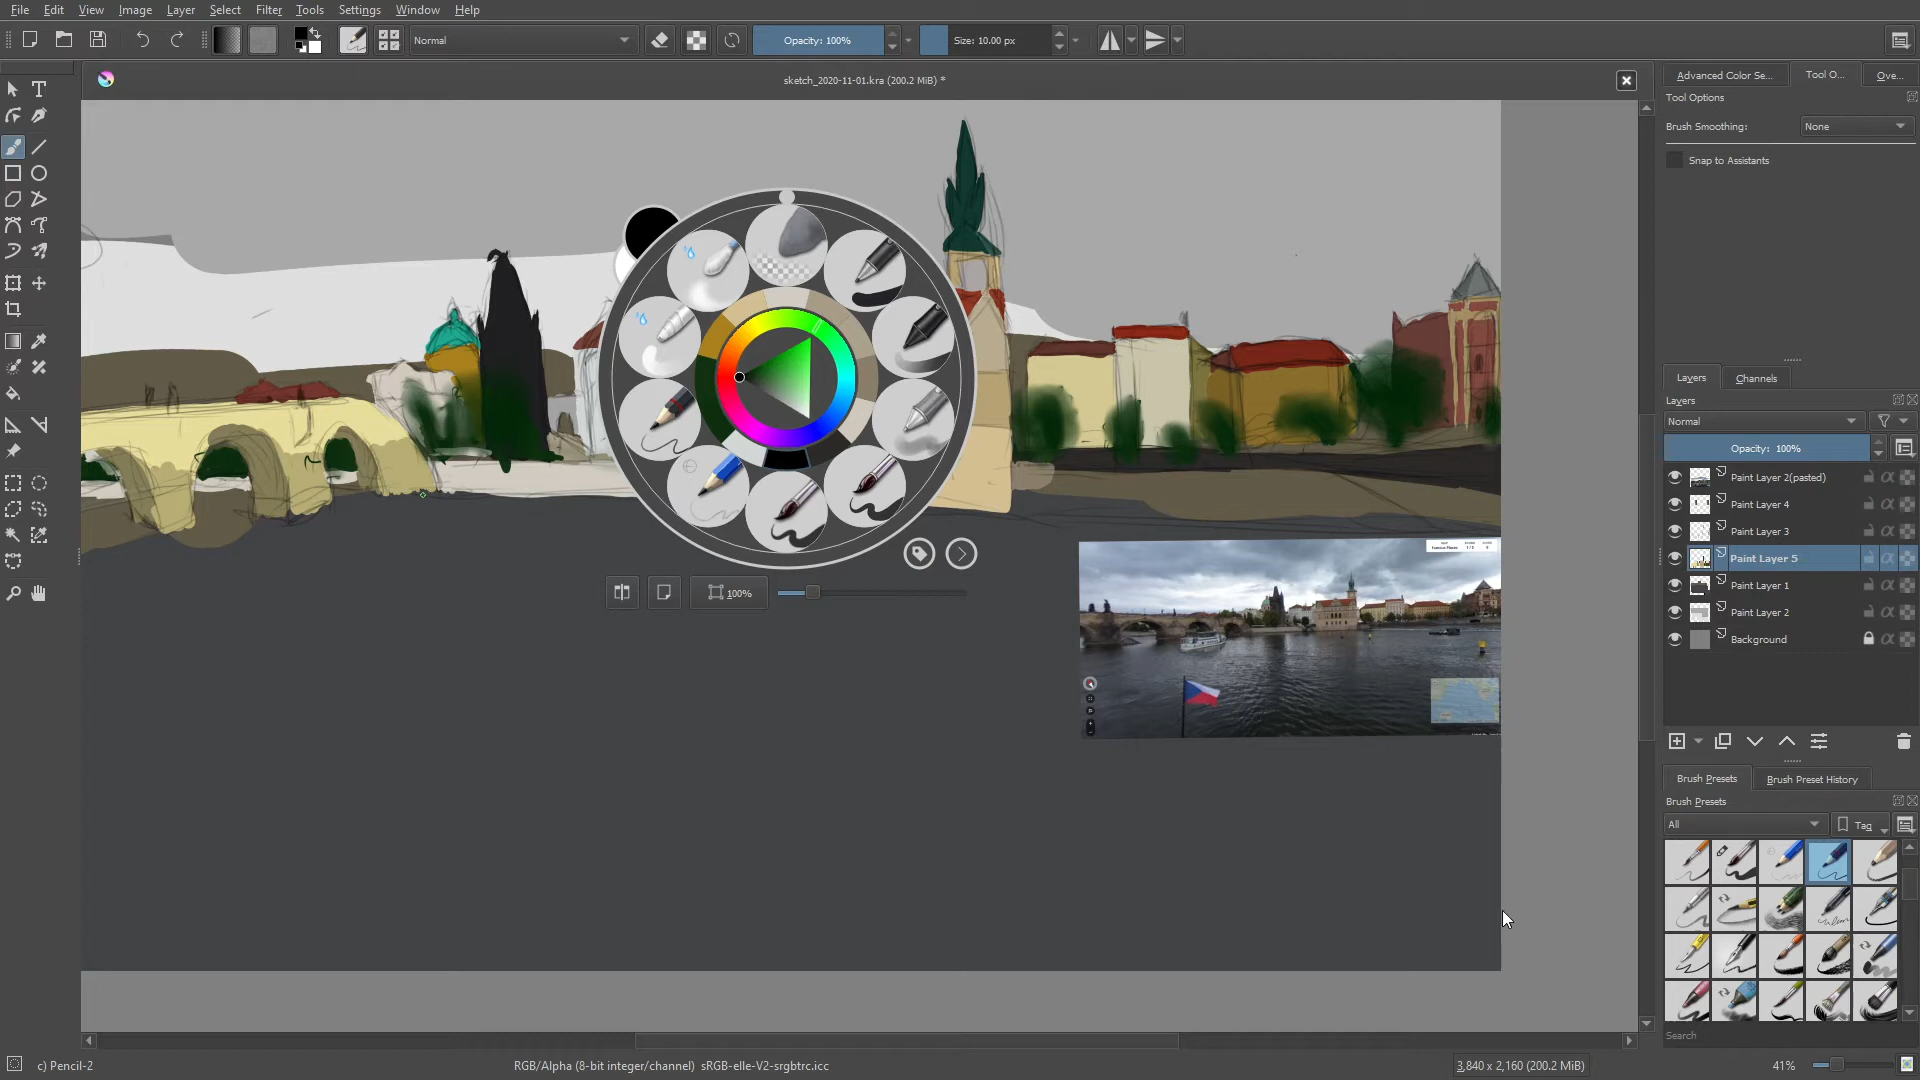 File Edit View Image Layer Select Filter Tools Settings Window Help
Normal
Opacity: 100%
Size: 10.00 px
sketch_2020-11-01.kra (200.2 MiB) *
Advanced Color Se... Tool O... Ove...
Tool Options
Brush Smoothing: None
Snap to Assistants
Layers Channels
Layers
Normal
Opacity: 100%
Paint Layer 2(pasted)
Paint Layer 4
Paint Layer 3
Paint Layer 5
Paint Layer 1
Paint Layer 2
Background
100%
Famous Places
Brush Presets Brush Preset History
Brush Presets
All Tag
Search
c) Pencil-2
RGB/Alpha (8-bit integer/channel) sRGB-elle-V2-srgbtrc.icc
3,840 x 2,160 (200.2 MiB)
41%